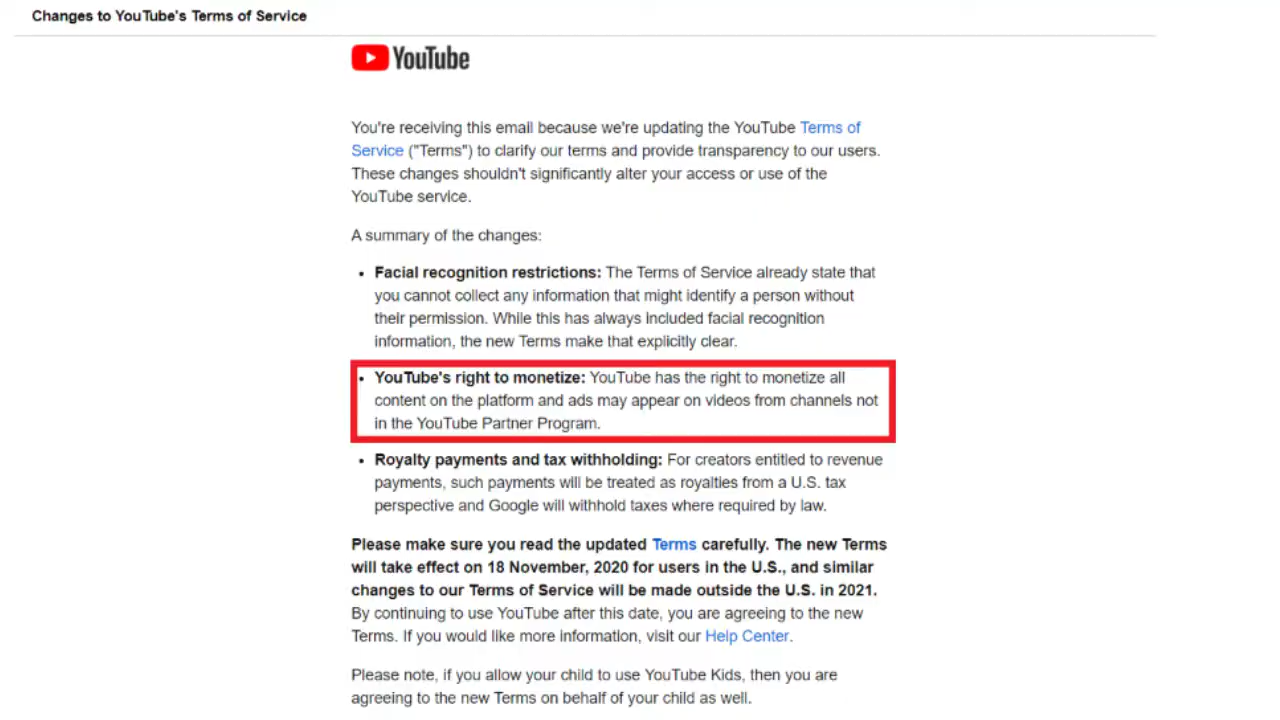 Changes to YouTube's Terms of Service
YouTube
You're receiving this email because we're updating the YouTube Terms of
Service ("Terms") to clarify our terms and provide transparency to our users.
These changes shouldn't significantly alter your access or use of the
YouTube service.
A summary of the changes:
• Facial recognition restrictions: The Terms of Service already state that
you cannot collect any information that might identify a person without
their permission. While this has always included facial recognition
information, the new Terms make that explicitly clear.
• YouTube's right to monetize: YouTube has the right to monetize all
content on the platform and ads may appear on videos from channels not
in the YouTube Partner Program.
• Royalty payments and tax withholding: For creators entitled to revenue
payments, such payments will be treated as royalties from a U.S. tax
perspective and Google will withhold taxes where required by law.
Please make sure you read the updated Terms carefully. The new Terms
will take effect on 18 November, 2020 for users in the U.S., and similar
changes to our Terms of Service will be made outside the U.S. in 2021.
By continuing to use YouTube after this date, you are agreeing to the new
Terms. If you would like more information, visit our Help Center.
Please note, if you allow your child to use YouTube Kids, then you are
agreeing to the new Terms on behalf of your child as well.